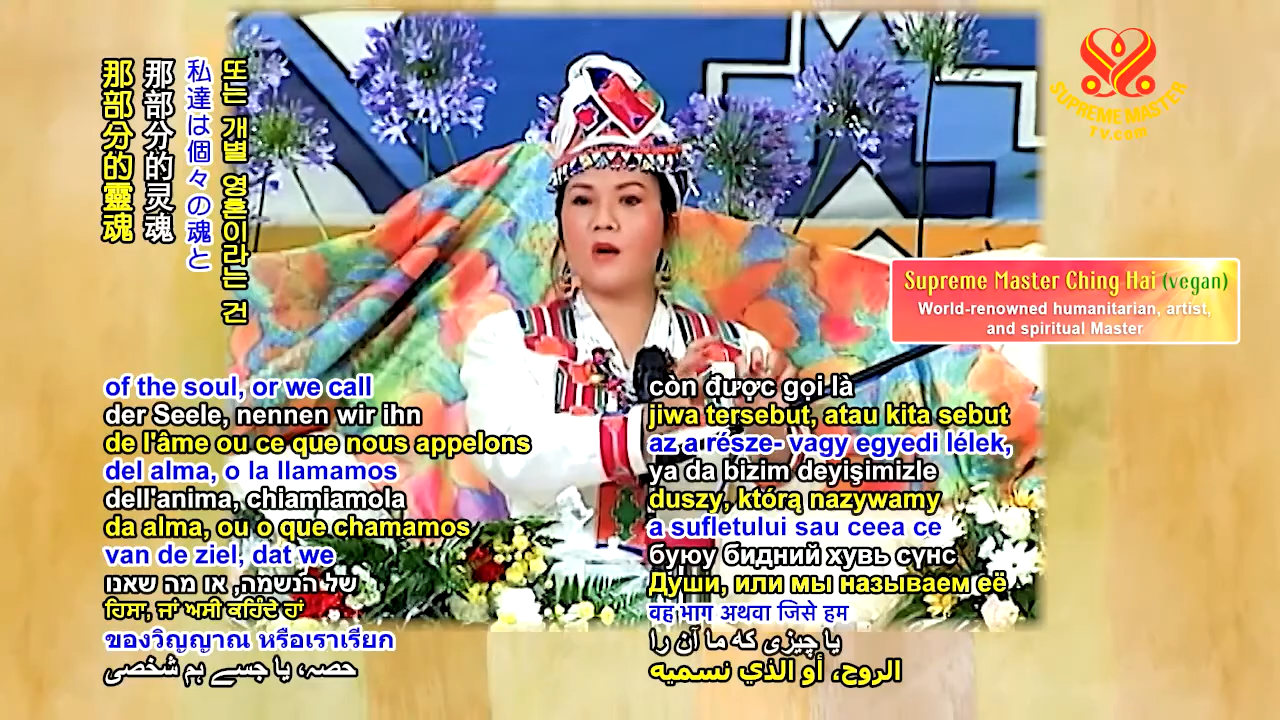 또는 개별 영혼이라는 건
私達は個々の魂と
那部分的灵魂
那部分的靈魂
SUPREME MASTER
TV.com
Supreme Master Ching Hai (vegan)
World-renowned humanitarian, artist,
and spiritual Master
of the soul, or we call
der Seele, nennen wir ihn
de l'âme ou ce que nous appelons
del alma, o la llamamos
dell'anima, chiamiamola
da alma, ou o que chamamos
van de ziel, dat we
של הנשמה, או מה שאנו
ਹਿਸਾ, ਜਾਂ ਅਸੀ ਕਹਿੰਦੇ ਹਾਂ
ของวิญญาณ หรือเราเรียก
حصہ، یا جسے ہم شخصی
còn được gọi là
jiwa tersebut, atau kita sebut
az a része- vagy egyedi lélek,
ya da bizim deyişimizle
duszy, którą nazywamy
a sufletului sau ceea ce
буюу бидний хувь сүнс
Души, или мы называем её
वह भाग अथवा जिसे हम
یا چیزی که ما آن را
الروح، أو الذي نسميه